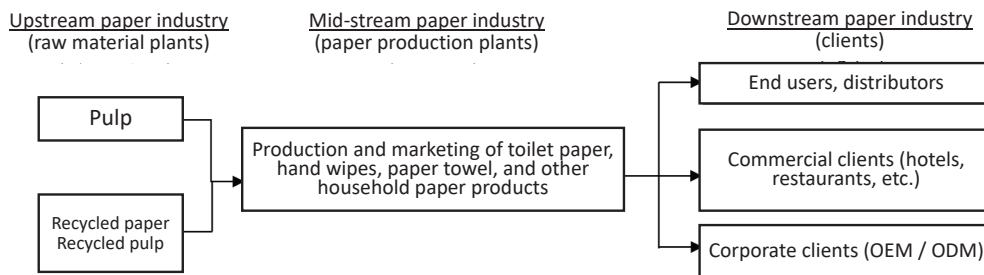 Upstream paper industry
(raw material plants)
Mid-stream paper industry
(paper production plants)
Downstream paper industry
(clients)
Pulp
Recycled paper
Recycled pulp
Production and marketing of toilet paper,
hand wipes, paper towel, and other
household paper products
End users, distributors
Commercial clients (hotels,
restaurants, etc.)
Corporate clients (OEM / ODM)